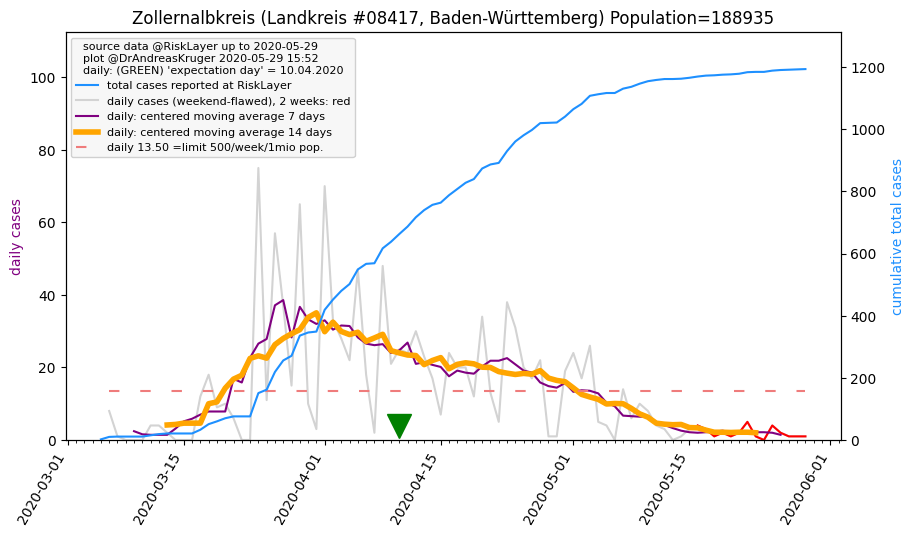 Zollernalbkreis (Landkreis #08417, Baden-Württemberg) Population=188935
source data @RiskLayer up to 2020-05-29
plot @DrAndreasKruger 2020-05-29 15:52
daily: (GREEN) 'expectation day' = 10.04.2020
total cases reported at RiskLayer
daily cases (weekend-flawed), 2 weeks: red
daily: centered moving average 7 days
daily: centered moving average 14 days
daily 13.50 =limit 500/week/1mio pop.
daily cases
100
80
60
40
20
0
cumulative total cases
1200
1000
800
600
400
200
0
2020-03-01
2020-03-15
2020-04-01
2020-04-15
2020-05-01
2020-05-15
2020-06-01